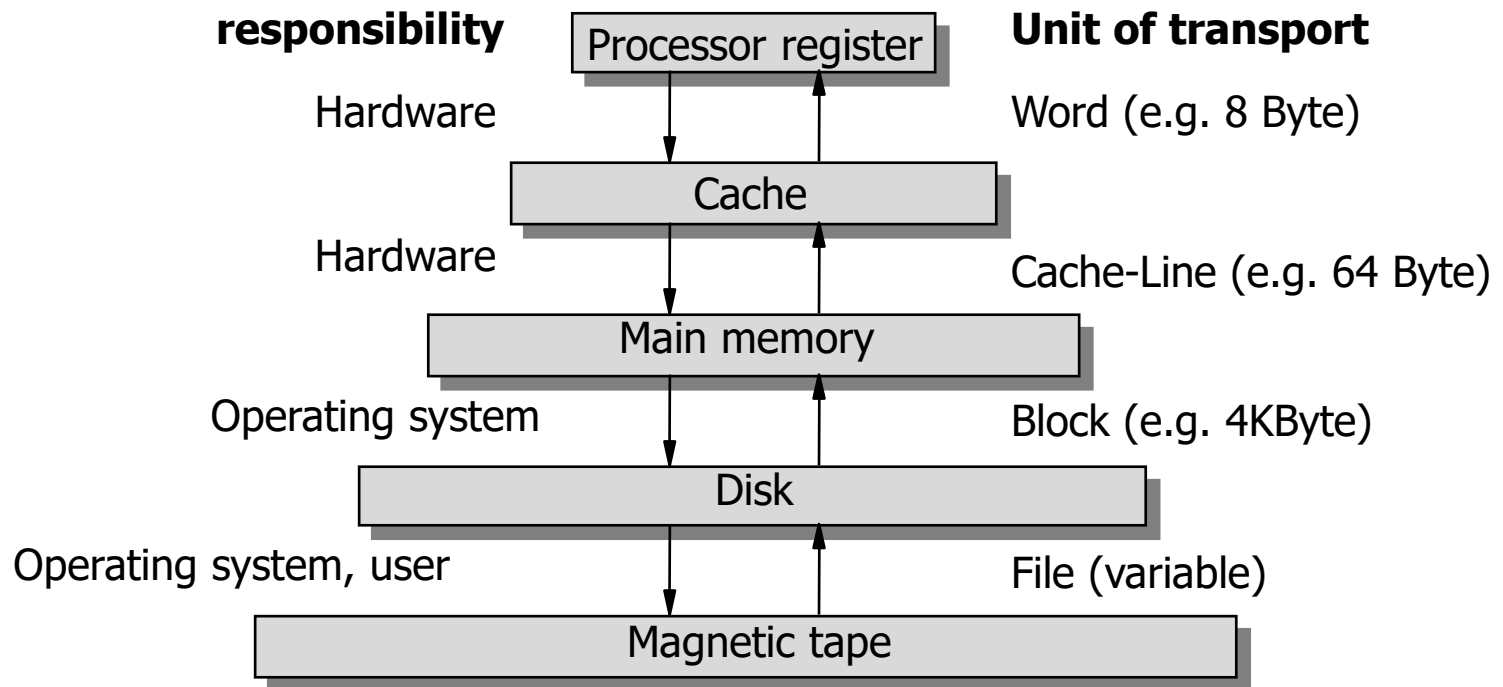 responsibility
Processor register
Unit of transport
Hardware
Word (e.g. 8 Byte)
Cache
Hardware
Cache-Line (e.g. 64 Byte)
Main memory
Operating system
Block (e.g. 4KByte)
Disk
Operating system, user
File (variable)
Magnetic tape